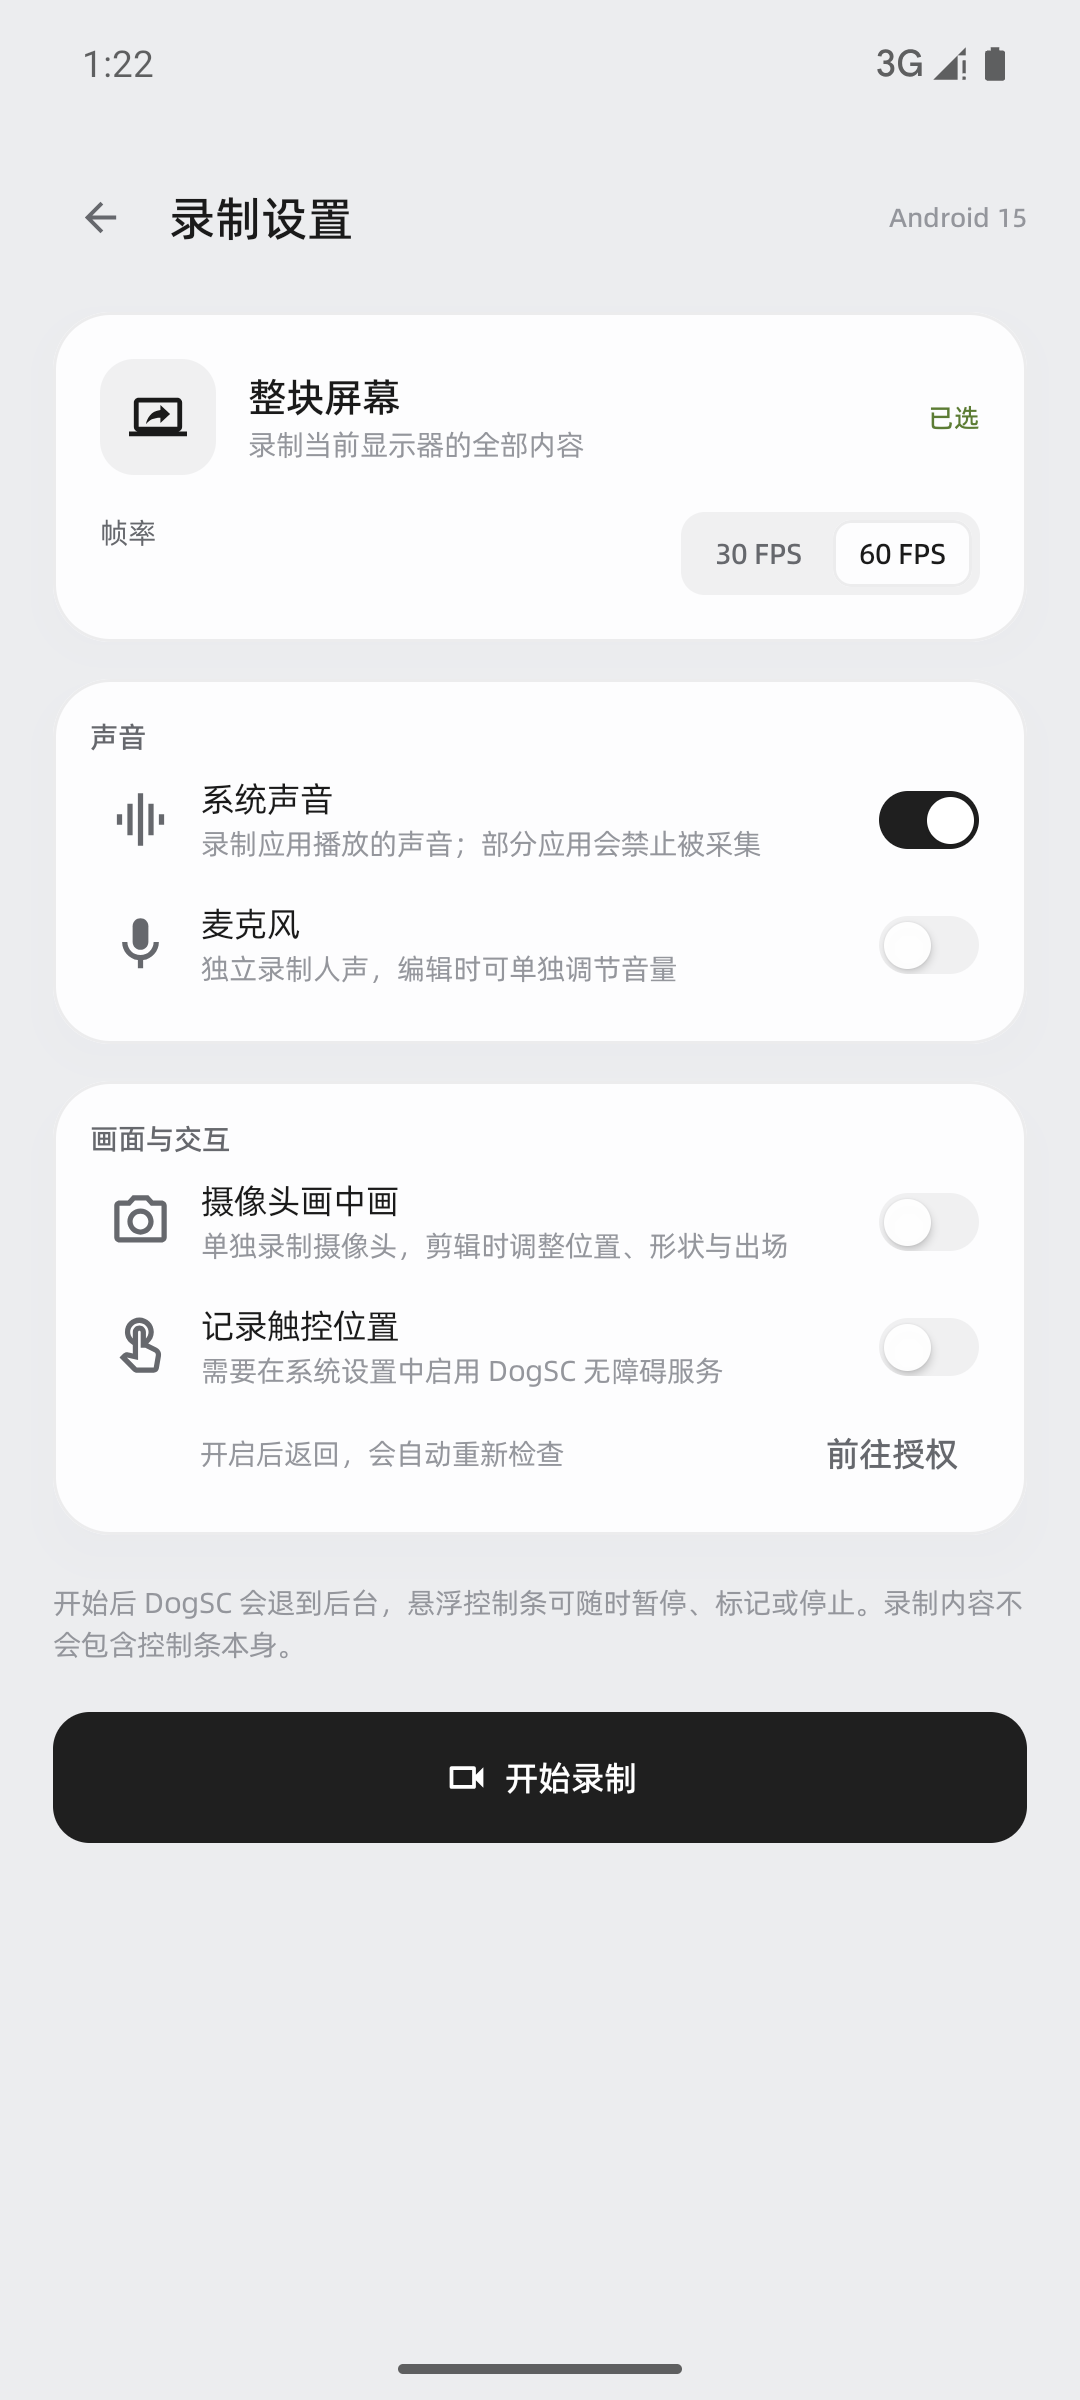 1:22
3G
录制设置
Android 15
整块屏幕
录制当前显示器的全部内容
已选
帧率
30 FPS
60 FPS
声音
系统声音
录制应用播放的声音；部分应用会禁止被采集
麦克风
独立录制人声，编辑时可单独调节音量
画面与交互
摄像头画中画
单独录制摄像头，剪辑时调整位置、形状与出场
记录触控位置
需要在系统设置中启用 DogSC 无障碍服务
开启后返回，会自动重新检查
前往授权
开始后 DogSC 会退到后台，悬浮控制条可随时暂停、标记或停止。录制内容不
会包含控制条本身。
开始录制